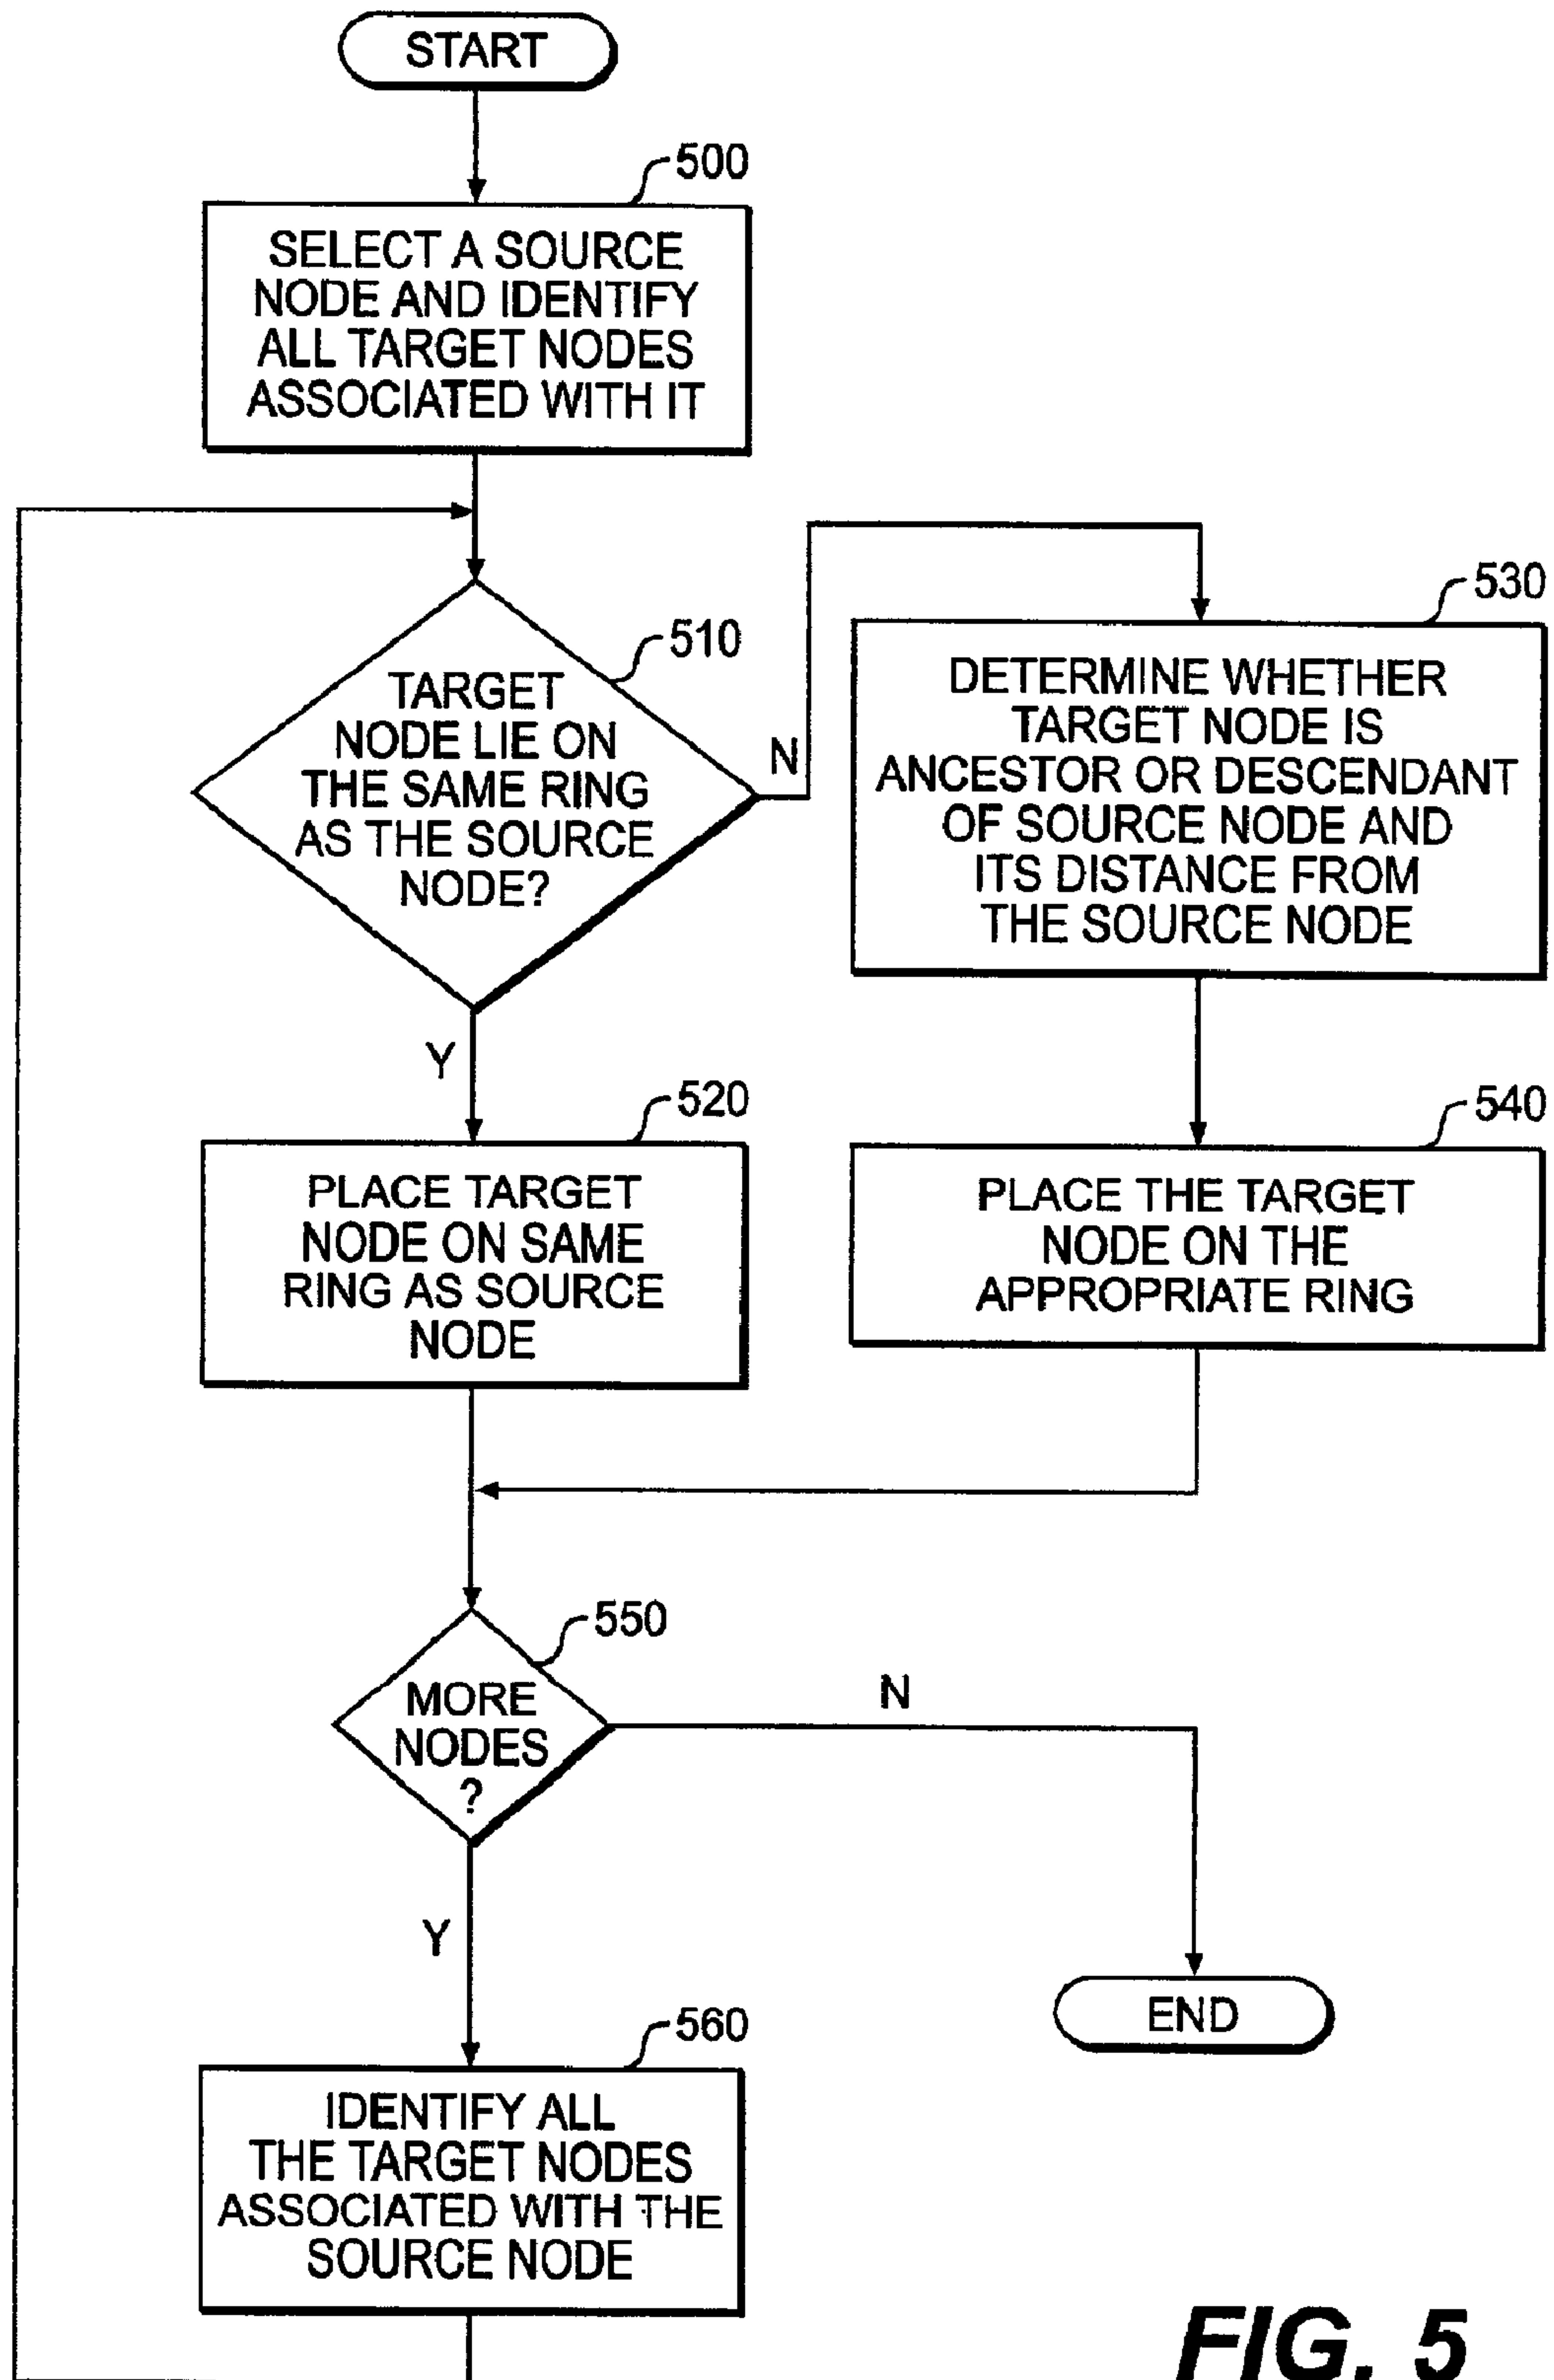 START
500
SELECT A SOURCE
NODE AND IDENTIFY
ALL TARGET NODES
ASSOCIATED WITH IT
510
TARGET
NODE LIE ON
THE SAME RING
AS THE SOURCE
NODE?
N
530
DETERMINE WHETHER
TARGET NODE IS
ANCESTOR OR DESCENDANT
OF SOURCE NODE AND
ITS DISTANCE FROM
THE SOURCE NODE
Y
520
PLACE TARGET
NODE ON SAME
RING AS SOURCE
NODE
540
PLACE THE TARGET
NODE ON THE
APPROPRIATE RING
550
MORE
NODES
?
N
Y
END
560
IDENTIFY ALL
THE TARGET NODES
ASSOCIATED WITH THE
SOURCE NODE
FIG. 5